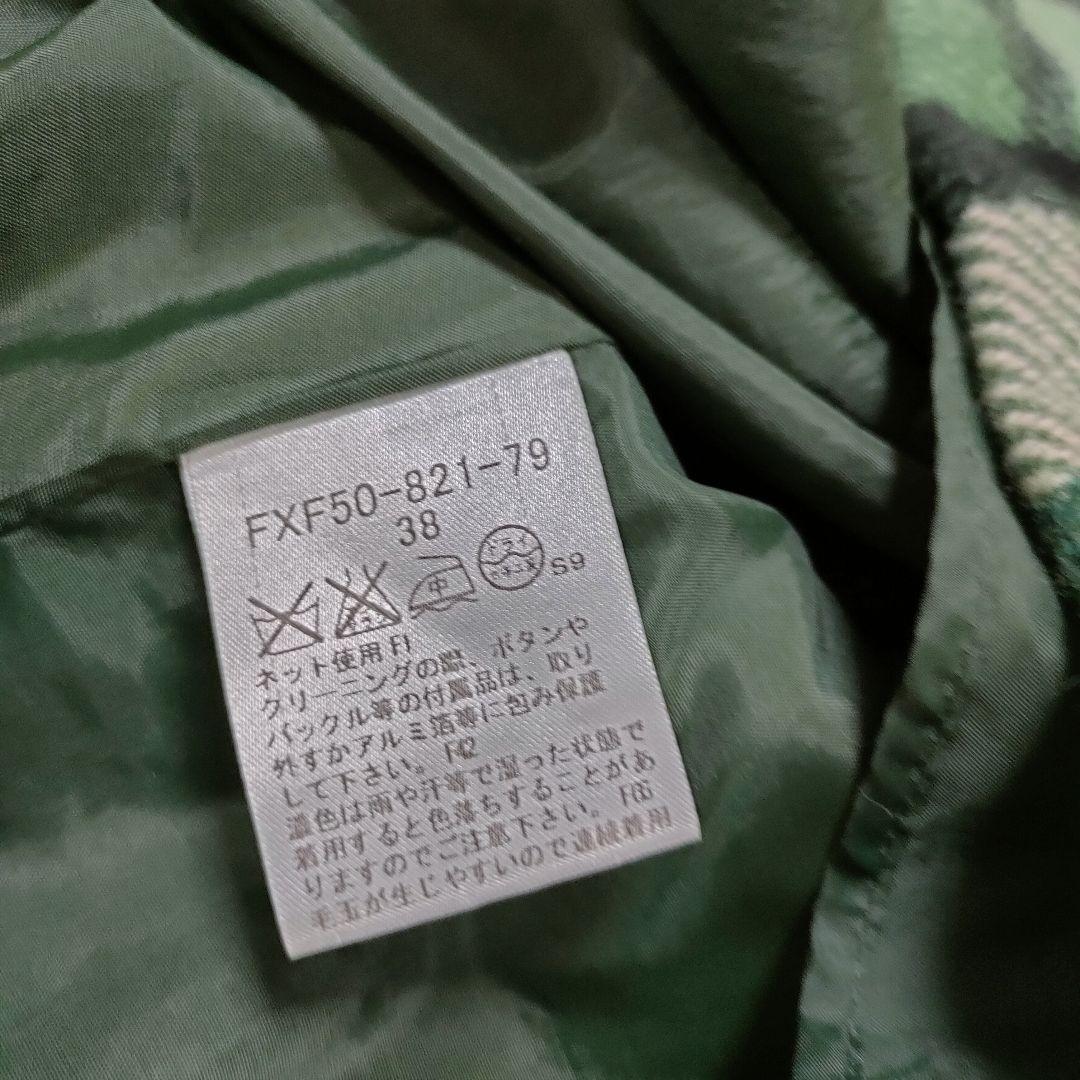 FXF50-821-79
38
中 ドライ S9
ネット使用 F1
クリーニングの際、ボタンや
バックル等の付属品は、取り
外すかアルミ箔等に包み保護
して下さい。 F42
濃色は雨や汗等で湿った状態で
着用すると色落ちすることがあ
りますのでご注意下さい。
毛玉が生じやすいので連続着用